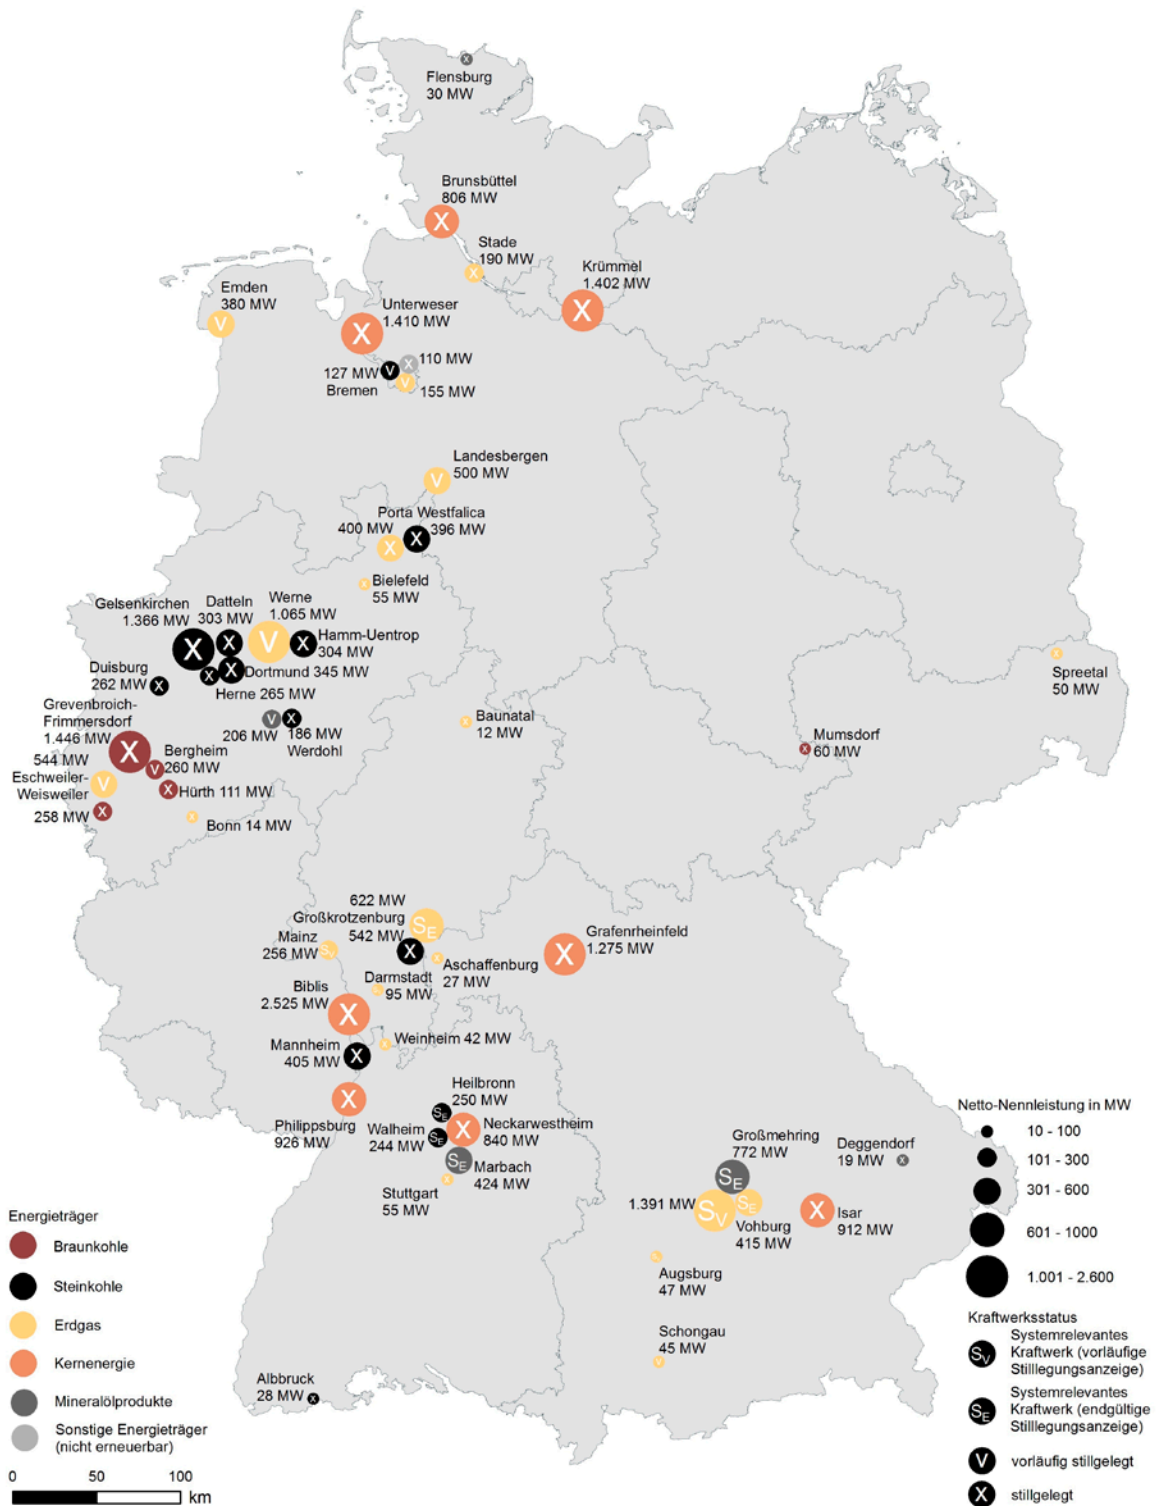 X
Flensburg
30 MW
Brunsbüttel
806 MW
X
Stade
190 MW
X
Krümmel
1.402 MW
X
Emden
380 MW
V
Unterweser
1.410 MW
X
X
110 MW
127 MW
V
V
Bremen
155 MW
Landesbergen
500 MW
V
Porta Westfalica
400 MW
396 MW
X
X
X
Bielefeld
55 MW
Gelsenkirchen
1.366 MW
Datteln
303 MW
Werne
1.065 MW
X
X
V
X
Hamm-Uentrop
304 MW
X
X
Dortmund 345 MW
Duisburg
262 MW
X
Herne 265 MW
V
X
206 MW
186 MW
Werdohl
Grevenbroich-
Frimmersdorf
1.446 MW
X
544 MW
Bergheim
260 MW
V
Eschweiler-
Weisweiler
V
X
Hürth 111 MW
258 MW
X
X
Bonn 14 MW
X
Baunatal
12 MW
X
Mumsdorf
60 MW
X
Spreetal
50 MW
622 MW
Großkrotzenburg
542 MW
SE
X
Mainz
256 MW
SV
X
Aschaffenburg
27 MW
Grafenrheinfeld
1.275 MW
X
Darmstadt
95 MW
Biblis
2.525 MW
X
Mannheim
405 MW
X
X
Weinheim 42 MW
X
Philippsburg
926 MW
Heilbronn
250 MW
SE
Walheim
244 MW
SE
X
Neckarwestheim
840 MW
SE
Marbach
424 MW
Stuttgart
55 MW
X
Großmehring
772 MW
SE
Deggendorf
19 MW
X
1.391 MW
SV
SE
Vohburg
415 MW
X
Isar
912 MW
Augsburg
47 MW
Schongau
45 MW
V
Albbruck
28 MW
X
Energieträger
Braunkohle
Steinkohle
Erdgas
Kernenergie
Mineralölprodukte
Sonstige Energieträger
(nicht erneuerbar)
0 50 100
km
Netto-Nennleistung in MW
10 - 100
101 - 300
301 - 600
601 - 1000
1.001 - 2.600
Kraftwerksstatus
Systemrelevantes
Kraftwerk (vorläufige
Stilllegungsanzeige)
SV
Systemrelevantes
Kraftwerk (endgültige
Stilllegungsanzeige)
SE
V
vorläufig stillgelegt
X
stillgelegt